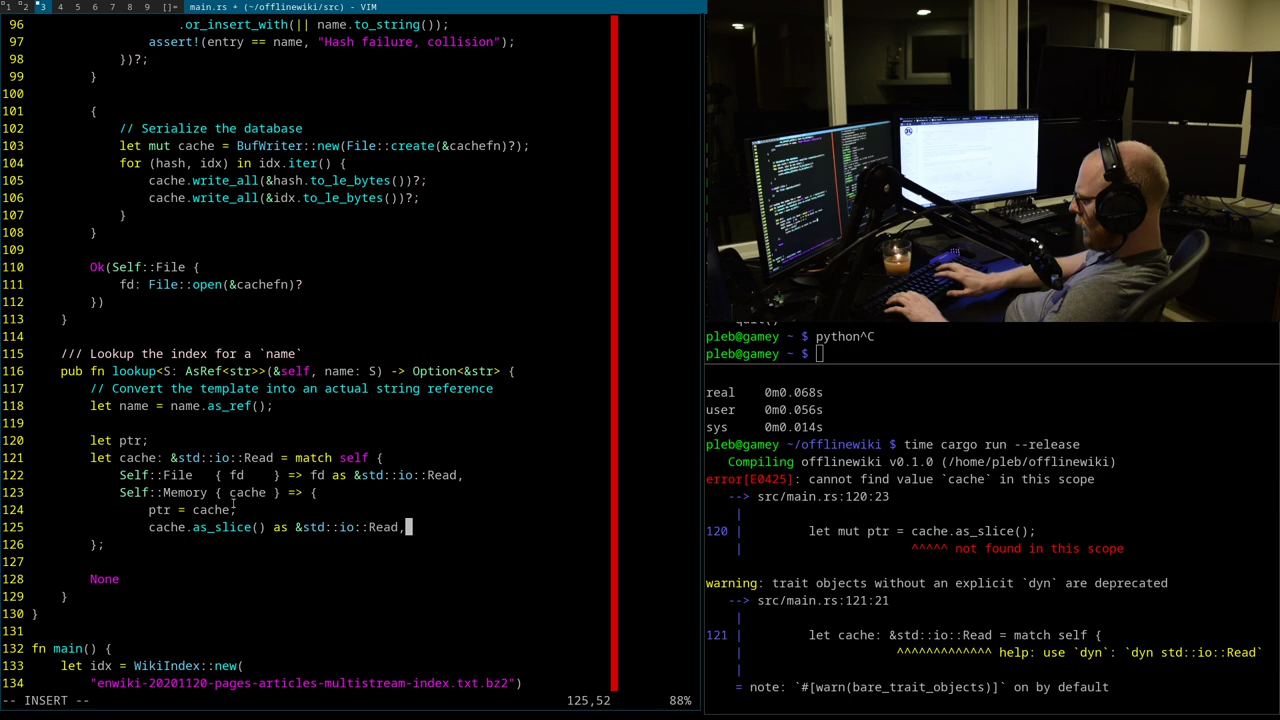 1 2 3 4 5 6 7 8 9 []= main.rs + (~/offlinewiki/src) - VIM
96 .or_insert_with(|| name.to_string());
97 assert!(entry == name, "Hash failure, collision");
98 })?;
99 }
100
101 {
102 // Serialize the database
103 let mut cache = BufWriter::new(File::create(&cachefn)?);
104 for (hash, idx) in idx.iter() {
105 cache.write_all(&hash.to_le_bytes())?;
106 cache.write_all(&idx.to_le_bytes())?;
107 }
108 }
109
110 Ok(Self::File {
111 fd: File::open(&cachefn)?
112 })
113 }
114
115 /// Lookup the index for a `name`
116 pub fn lookup<S: AsRef<str>>(&self, name: S) -> Option<&str> {
117 // Convert the template into an actual string reference
118 let name = name.as_ref();
119
120 let ptr;
121 let cache: &std::io::Read = match self {
122 Self::File { fd } => fd as &std::io::Read,
123 Self::Memory { cache } => {
124 ptr = cache;
125 cache.as_slice() as &std::io::Read,
126 };
127
128 None
129 }
130 }
131
132 fn main() {
133 let idx = WikiIndex::new(
134 "enwiki-20201120-pages-articles-multistream-index.txt.bz2")
-- INSERT -- 125,52 88%
pleb@gamey ~ $ python^C
pleb@gamey ~ $
real 0m0.068s
user 0m0.056s
sys 0m0.014s
pleb@gamey ~/offlinewiki $ time cargo run --release
Compiling offlinewiki v0.1.0 (/home/pleb/offlinewiki)
error[E0425]: cannot find value `cache` in this scope
--> src/main.rs:120:23
|
120 | let mut ptr = cache.as_slice();
| ^^^^^ not found in this scope
warning: trait objects without an explicit `dyn` are deprecated
--> src/main.rs:121:21
|
121 | let cache: &std::io::Read = match self {
| ^^^^^^^^^^^^^ help: use `dyn`: `dyn std::io::Read`
|
= note: `#[warn(bare_trait_objects)]` on by default